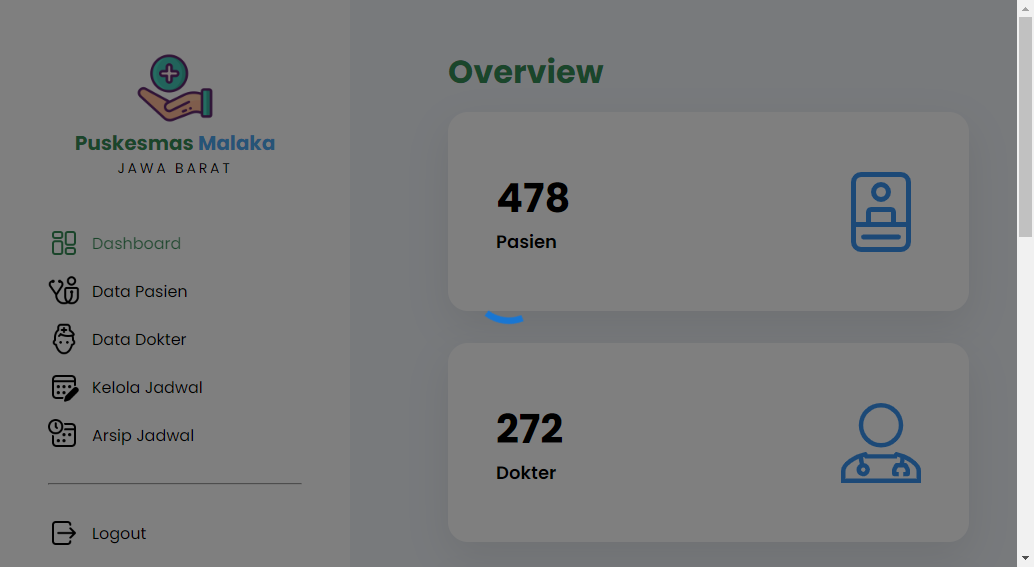 Puskesmas Malaka
JAWA BARAT
Dashboard
Data Pasien
Data Dokter
Kelola Jadwal
Arsip Jadwal
Logout
Overview
478
Pasien
272
Dokter